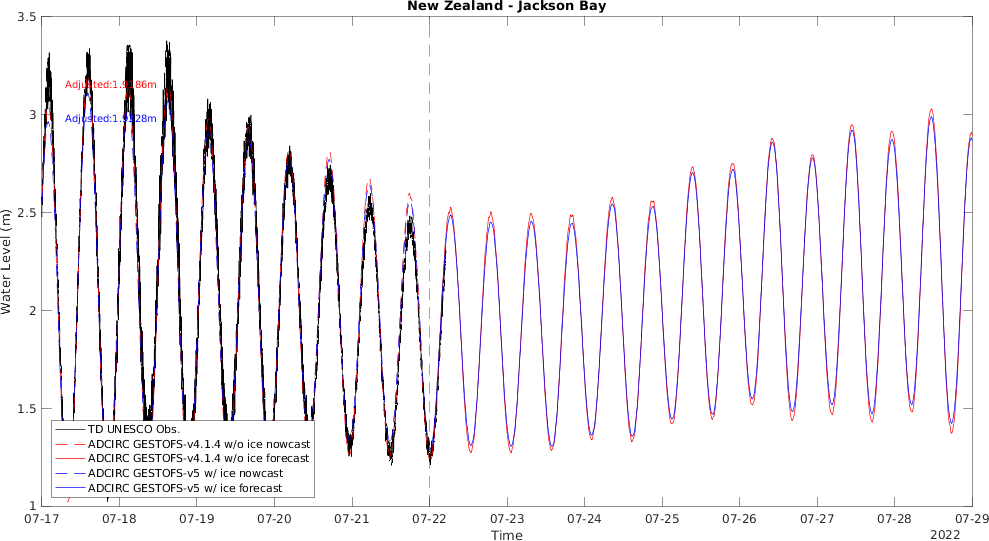 New Zealand - Jackson Bay
3.5
3
2.5
2
1.5
1
Water Level (m)
Adjusted:1.9186m
TD UNESCO Obs.
ADCIRC GESTOFS-v4.1.4 w/o ice nowcast
ADCIRC GESTOFS-v4.1.4 w/o ice forecast
ADCIRC GESTOFS-v5 w/ ice nowcast
ADCIRC GESTOFS-v5 w/ ice forecast
07-17 07-18 07-19 07-20 07-21 07-22 07-23 07-24 07-25 07-26 07-27 07-28 07-29
Time
2022